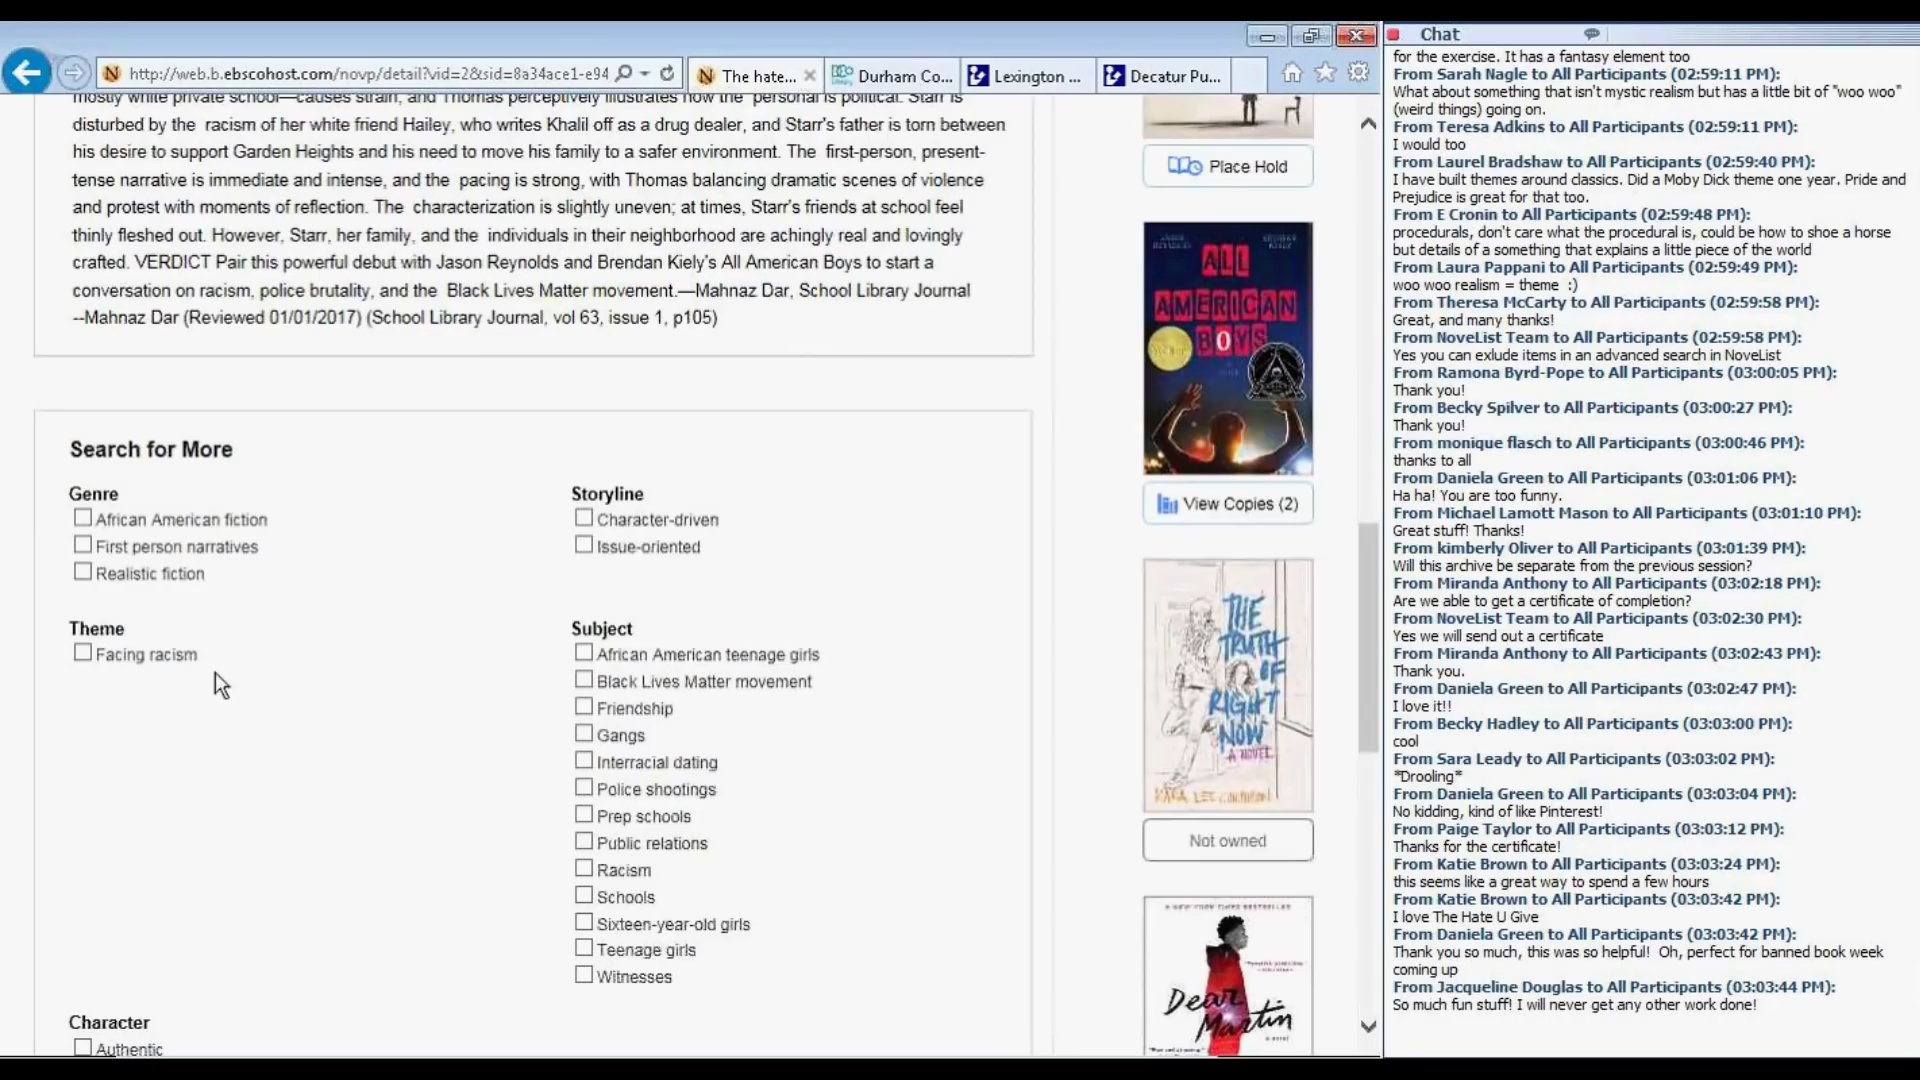 http://web.b.ebscohost.com/novp/detail?vid=2&sid=8a34ace1-e94
The hate...
Durham Co...
Lexington ...
Decatur Pu...
mostly white private school—causes strain, and Thomas perceptively illustrates how the personal is political. Starr is
disturbed by the racism of her white friend Hailey, who writes Khalil off as a drug dealer, and Starr's father is torn between
his desire to support Garden Heights and his need to move his family to a safer environment. The first-person, present-
tense narrative is immediate and intense, and the pacing is strong, with Thomas balancing dramatic scenes of violence
and protest with moments of reflection. The characterization is slightly uneven; at times, Starr's friends at school feel
thinly fleshed out. However, Starr, her family, and the individuals in their neighborhood are achingly real and lovingly
crafted. VERDICT Pair this powerful debut with Jason Reynolds and Brendan Kiely's All American Boys to start a
conversation on racism, police brutality, and the Black Lives Matter movement.—Mahnaz Dar, School Library Journal
--Mahnaz Dar (Reviewed 01/01/2017) (School Library Journal, vol 63, issue 1, p105)
Search for More
Genre
African American fiction
First person narratives
Realistic fiction
Storyline
Character-driven
Issue-oriented
Theme
Facing racism
Subject
African American teenage girls
Black Lives Matter movement
Friendship
Gangs
Interracial dating
Police shootings
Prep schools
Public relations
Racism
Schools
Sixteen-year-old girls
Teenage girls
Witnesses
Character
Authentic
Place Hold
ALL
AMERICAN
BOYS
View Copies (2)
THE
TRUTH
OF
RIGHT
NOW
A NOVEL
Not owned
A NEW YORK TIMES BESTSELLER
Dear
Martin
Chat
for the exercise. It has a fantasy element too
From Sarah Nagle to All Participants (02:59:11 PM):
What about something that isn't mystic realism but has a little bit of "woo woo"
(weird things) going on.
From Teresa Adkins to All Participants (02:59:11 PM):
I would too
From Laurel Bradshaw to All Participants (02:59:40 PM):
I have built themes around classics. Did a Moby Dick theme one year. Pride and
Prejudice is great for that too.
From E Cronin to All Participants (02:59:48 PM):
procedurals, don't care what the procedural is, could be how to shoe a horse
but details of a something that explains a little piece of the world
From Laura Pappani to All Participants (02:59:49 PM):
woo woo realism = theme :)
From Theresa McCarty to All Participants (02:59:58 PM):
Great, and many thanks!
From NoveList Team to All Participants (02:59:58 PM):
Yes you can exlude items in an advanced search in NoveList
From Ramona Byrd-Pope to All Participants (03:00:05 PM):
Thank you!
From Becky Spilver to All Participants (03:00:27 PM):
Thank you!
From monique flasch to All Participants (03:00:46 PM):
thanks to all
From Daniela Green to All Participants (03:01:06 PM):
Ha ha! You are too funny.
From Michael Lamott Mason to All Participants (03:01:10 PM):
Great stuff! Thanks!
From kimberly Oliver to All Participants (03:01:39 PM):
Will this archive be separate from the previous session?
From Miranda Anthony to All Participants (03:02:18 PM):
Are we able to get a certificate of completion?
From NoveList Team to All Participants (03:02:30 PM):
Yes we will send out a certificate
From Miranda Anthony to All Participants (03:02:43 PM):
Thank you.
From Daniela Green to All Participants (03:02:47 PM):
I love it!!
From Becky Hadley to All Participants (03:03:00 PM):
cool
From Sara Leady to All Participants (03:03:02 PM):
*Drooling*
From Daniela Green to All Participants (03:03:04 PM):
No kidding, kind of like Pinterest!
From Paige Taylor to All Participants (03:03:12 PM):
Thanks for the certificate!
From Katie Brown to All Participants (03:03:24 PM):
this seems like a great way to spend a few hours
From Katie Brown to All Participants (03:03:42 PM):
I love The Hate U Give
From Daniela Green to All Participants (03:03:42 PM):
Thank you so much, this was so helpful! Oh, perfect for banned book week
coming up
From Jacqueline Douglas to All Participants (03:03:44 PM):
So much fun stuff! I will never get any other work done!